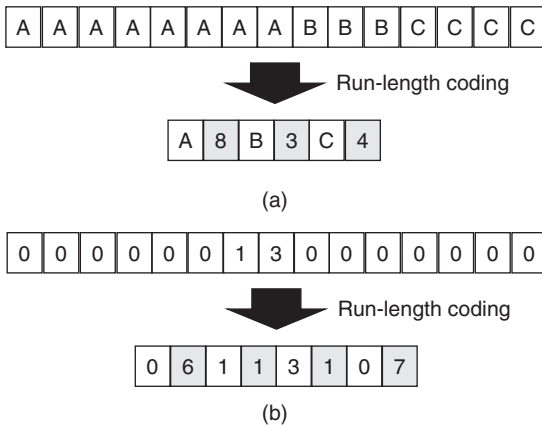 A A A A A A A A B B B C C C C
Run-length coding
A 8 B 3 C 4
(a)
0 0 0 0 0 0 1 3 0 0 0 0 0 0 0
Run-length coding
0 6 1 1 3 1 0 7
(b)